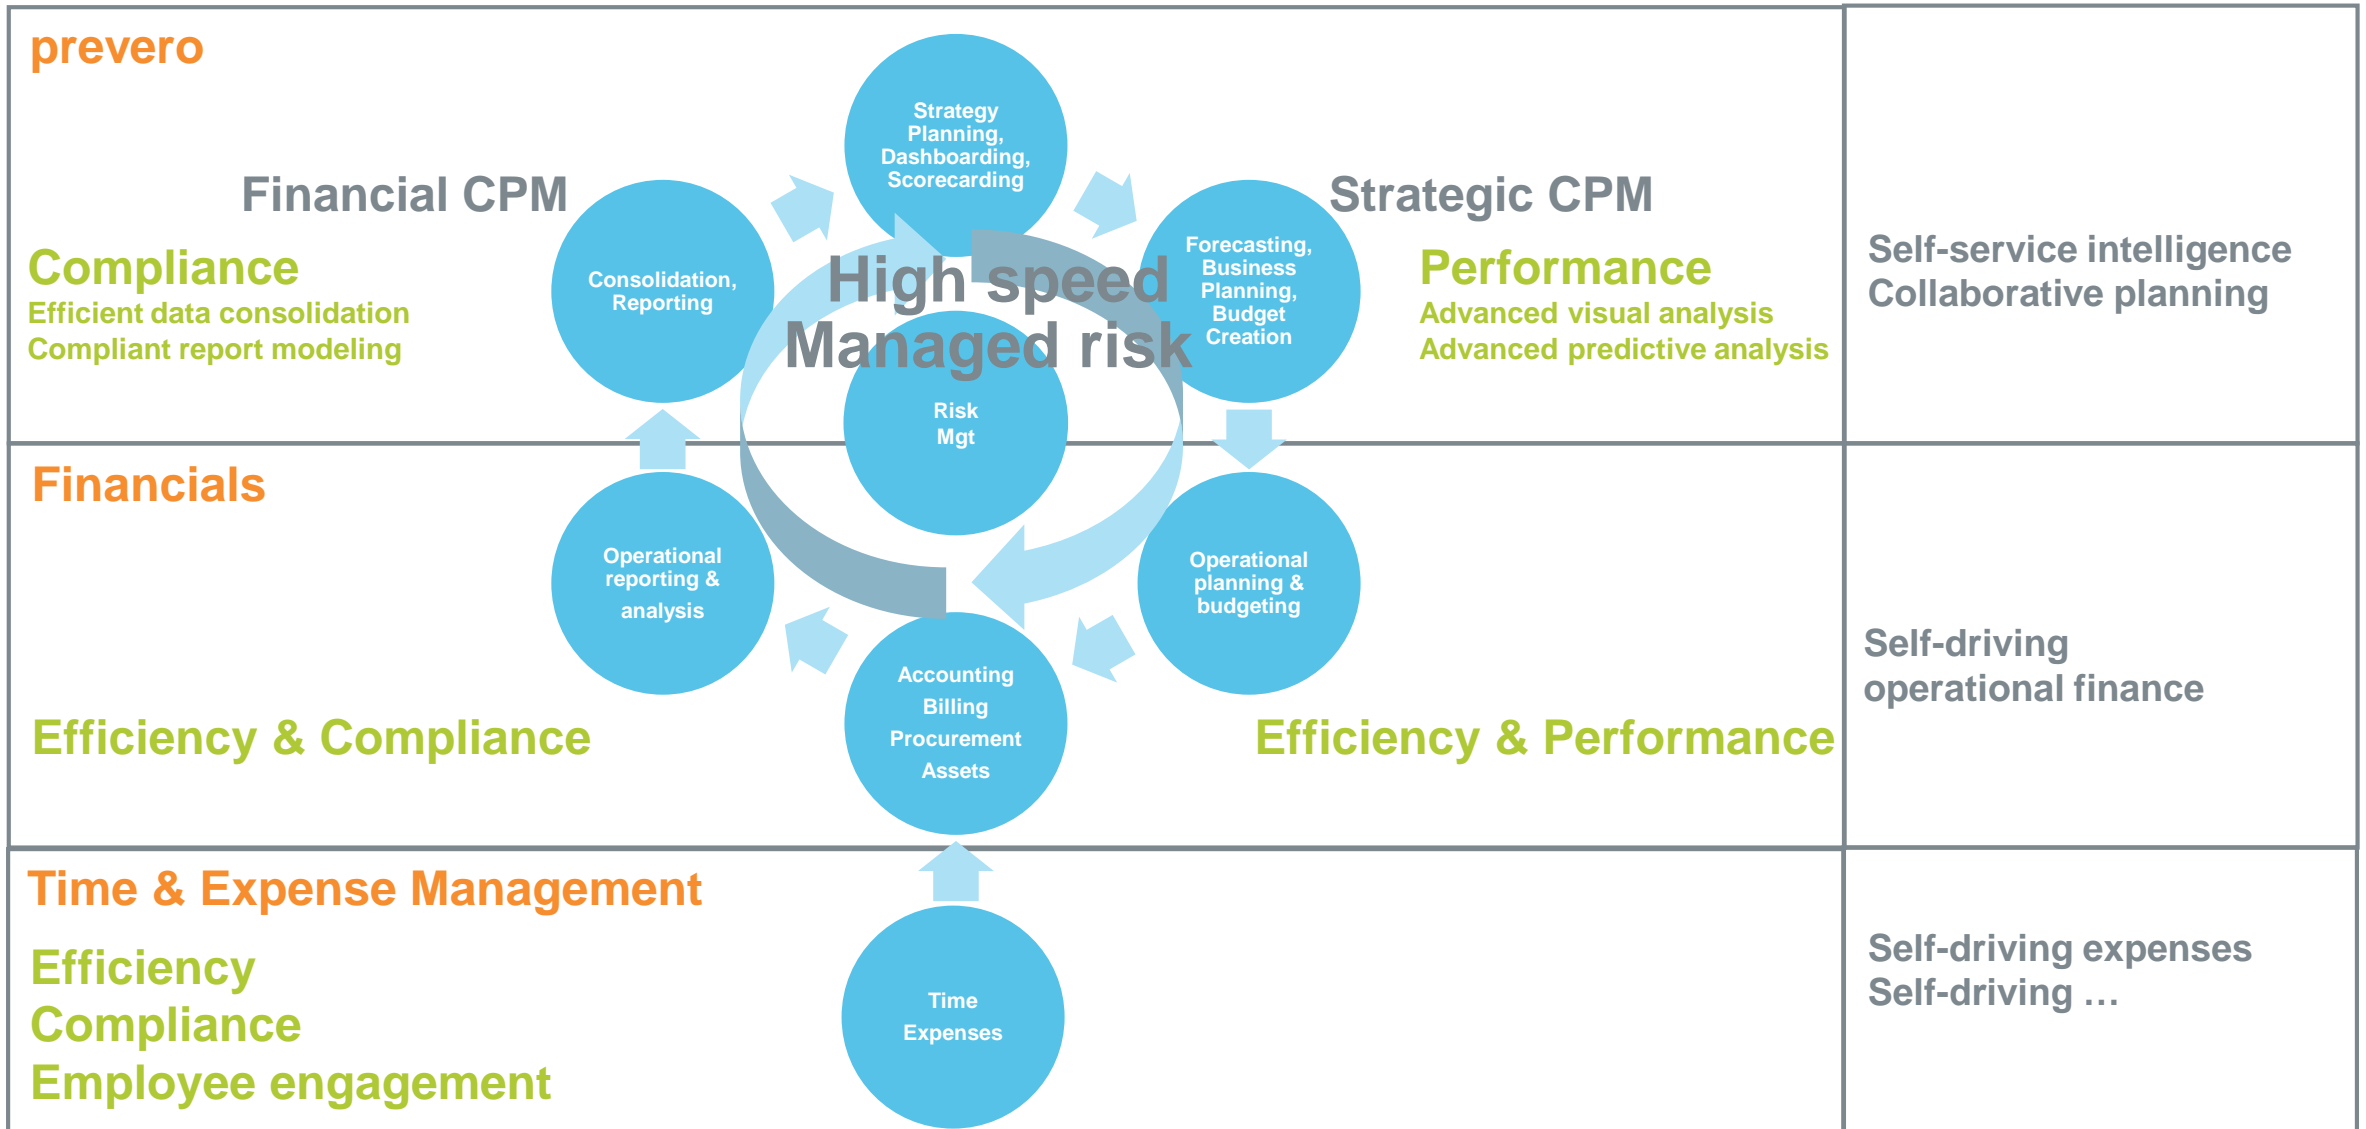 prevero
Strategy
Planning,
Dashboarding,
Scorecarding
Financial CPM
Strategic CPM
Compliance
Efficient data consolidation
Compliant report modeling
Consolidation,
Reporting
High speed
Managed risk
Forecasting,
Business
Planning,
Budget
Creation
Performance
Advanced visual analysis
Advanced predictive analysis
Self-service intelligence
Collaborative planning
Risk
Mgt
Financials
Operational
reporting &
analysis
Operational
planning &
budgeting
Self-driving
operational finance
Efficiency & Compliance
Accounting
Billing
Procurement
Assets
Efficiency & Performance
Time & Expense Management
Efficiency
Compliance
Employee engagement
Time
Expenses
Self-driving expenses
Self-driving …